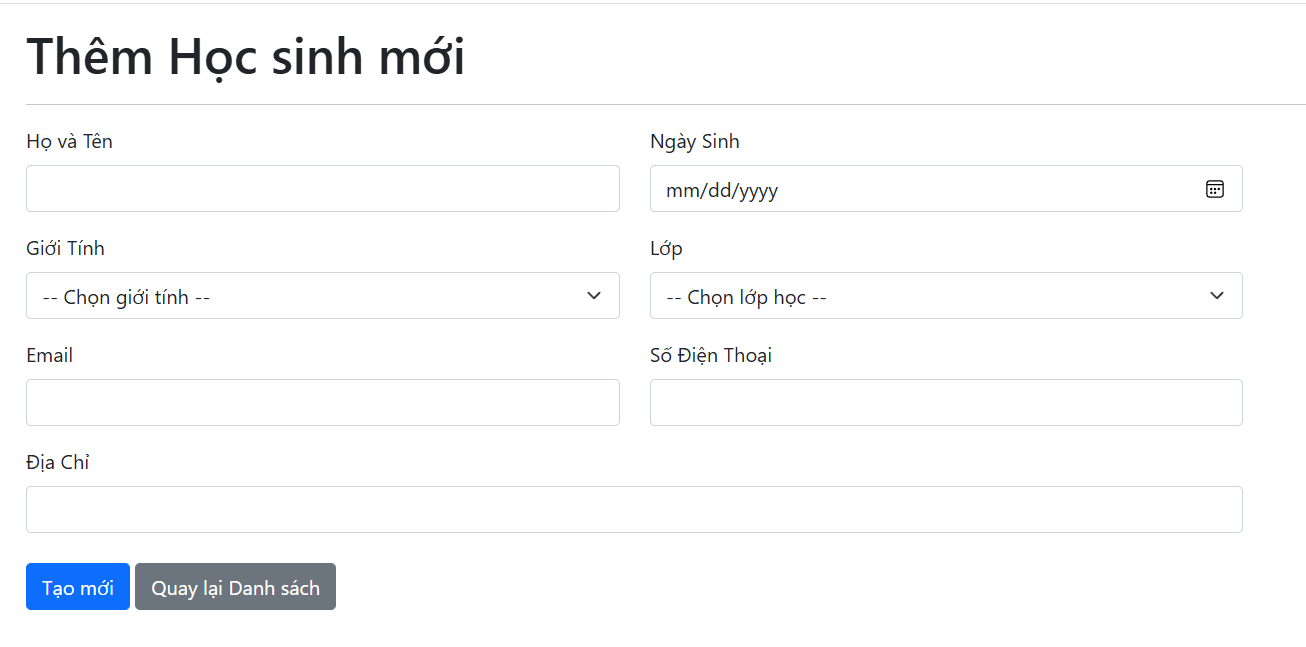 Thêm Học sinh mới
Họ và Tên
Ngày Sinh
mm/dd/yyyy
Giới Tính
Lớp
-- Chọn giới tính --
-- Chọn lớp học --
Email
Số Điện Thoại
Địa Chỉ
Tạo mới
Quay lại Danh sách